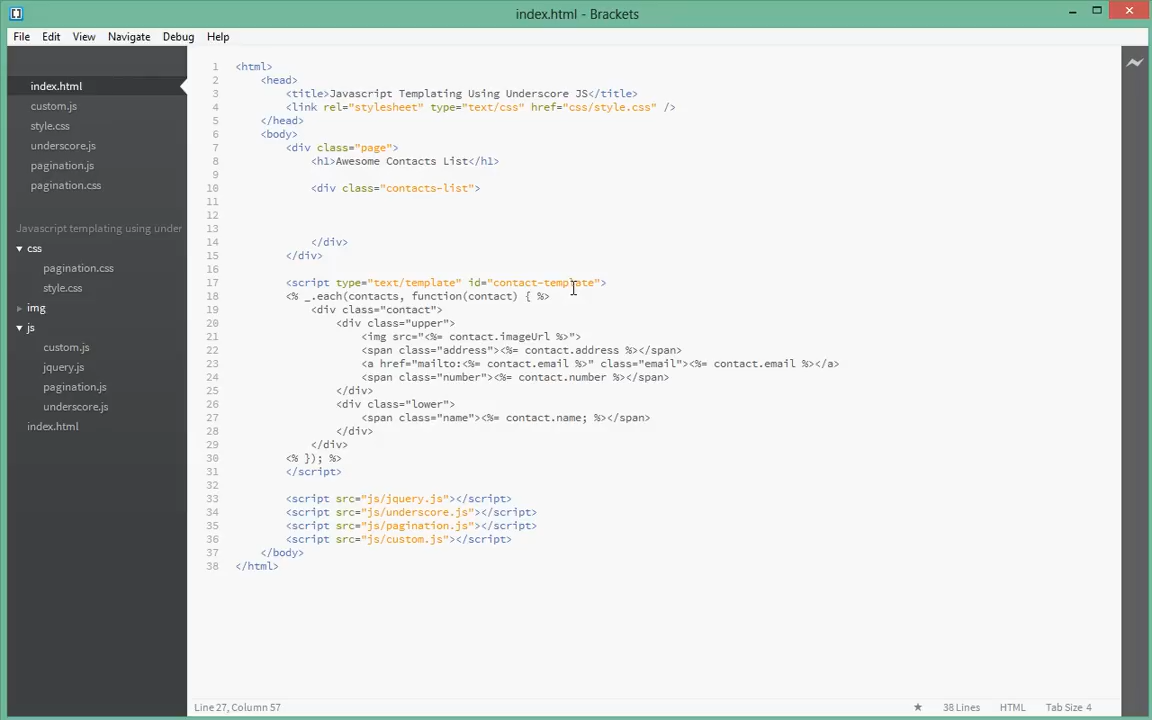 index.html - Brackets
File Edit View Navigate Debug Help
index.html
custom.js
style.css
underscore.js
pagination.js
pagination.css
Javascript templating using under
css
pagination.css
style.css
img
js
custom.js
jquery.js
pagination.js
underscore.js
index.html
1 <html>
2 <head>
3 <title>Javascript Templating Using Underscore JS</title>
4 <link rel="stylesheet" type="text/css" href="css/style.css" />
5 </head>
6 <body>
7 <div class="page">
8 <h1>Awesome Contacts List</h1>
9
10 <div class="contacts-list">
11
12
13
14 </div>
15 </div>
16
17 <script type="text/template" id="contact-template">
18 <% _.each(contacts, function(contact) { %>
19 <div class="contact">
20 <div class="upper">
21 <img src="<%= contact.imageUrl %>">
22 <span class="address"><%= contact.address %></span>
23 <a href="mailto:<%= contact.email %>" class="email"><%= contact.email %></a>
24 <span class="number"><%= contact.number %></span>
25 </div>
26 <div class="lower">
27 <span class="name"><%= contact.name; %></span>
28 </div>
29 </div>
30 <% }); %>
31 </script>
32
33 <script src="js/jquery.js"></script>
34 <script src="js/underscore.js"></script>
35 <script src="js/pagination.js"></script>
36 <script src="js/custom.js"></script>
37 </body>
38 </html>
Line 27, Column 57 38 Lines HTML Tab Size 4